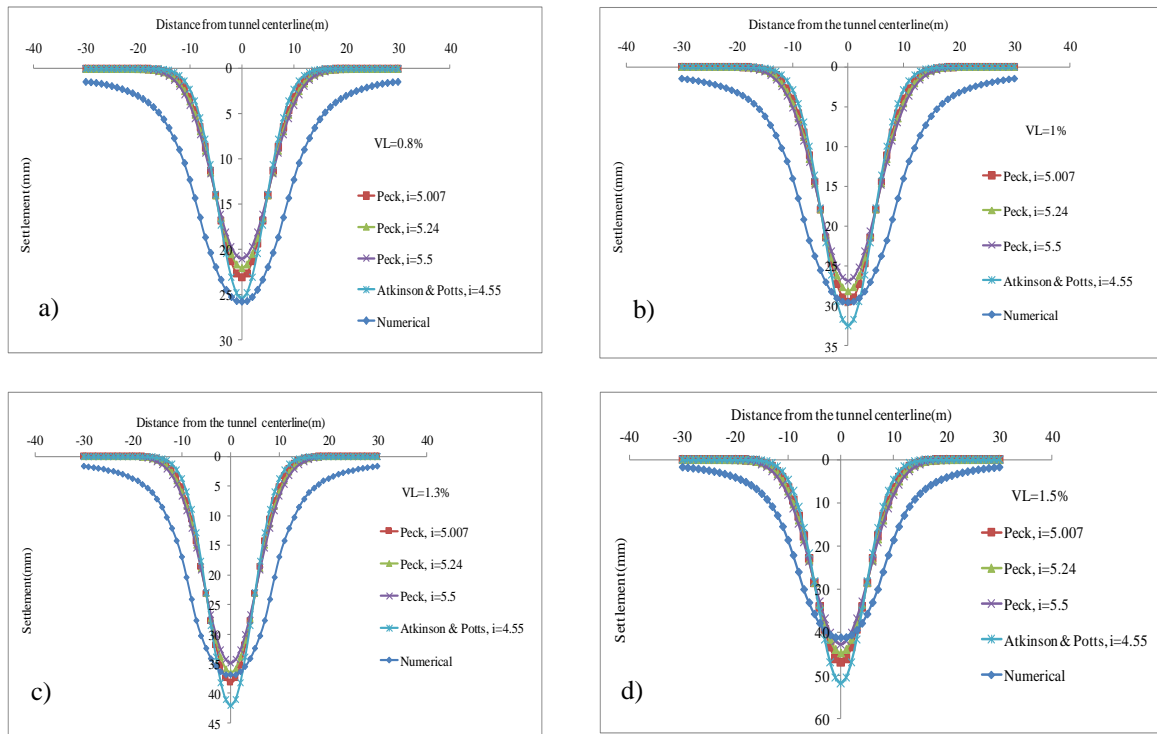 Distance from tunnel centerline(m)
-40 -30 -20 -10 0 10 20 30 40
0
5
10
15
20
25
30
Settlement(mm)
VL=0.8%
Peck, i=5.007
Peck, i=5.24
Peck, i=5.5
Atkinson & Potts, i=4.55
Numerical
a)
Distance from the tunnel centerline(m)
-40 -30 -20 -10 0 10 20 30 40
0
5
10
15
20
25
30
35
Settlement(mm)
VL=1%
Peck, i=5.007
Peck, i=5.24
Peck, i=5.5
Atkinson & Potts, i=4.55
Numerical
b)
Distance from the tunnel centerline(m)
-40 -30 -20 -10 0 10 20 30 40
0
5
10
15
20
25
30
35
40
45
Settlement(mm)
VL=1.3%
Peck, i=5.007
Peck, i=5.24
Peck, i=5.5
Atkinson & Potts, i=4.55
Numerical
c)
Distance from the tunnel centerline(m)
-40 -30 -20 -10 0 10 20 30 40
0
10
20
30
40
50
60
Settlement(mm)
VL=1.5%
Peck, i=5.007
Peck, i=5.24
Peck, i=5.5
Atkinson & Potts, i=4.55
Numerical
d)